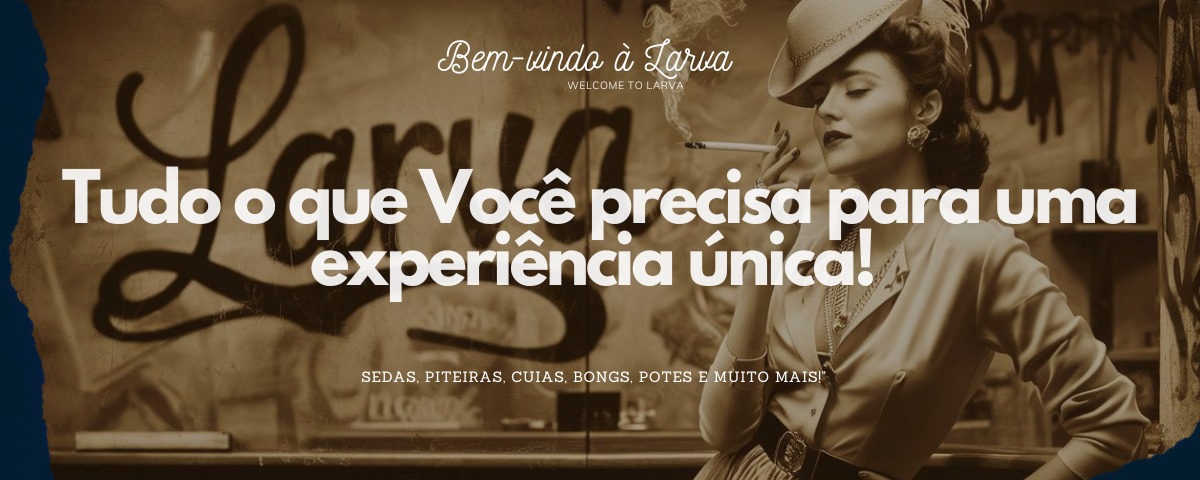 Bem-vindo à Larva
WELCOME TO LARVA
Larva
Tudo o que Você precisa para uma
experiência única!
SEDAS, PITEIRAS, CUIAS, BONGS, POTES E MUITO MAIS!"